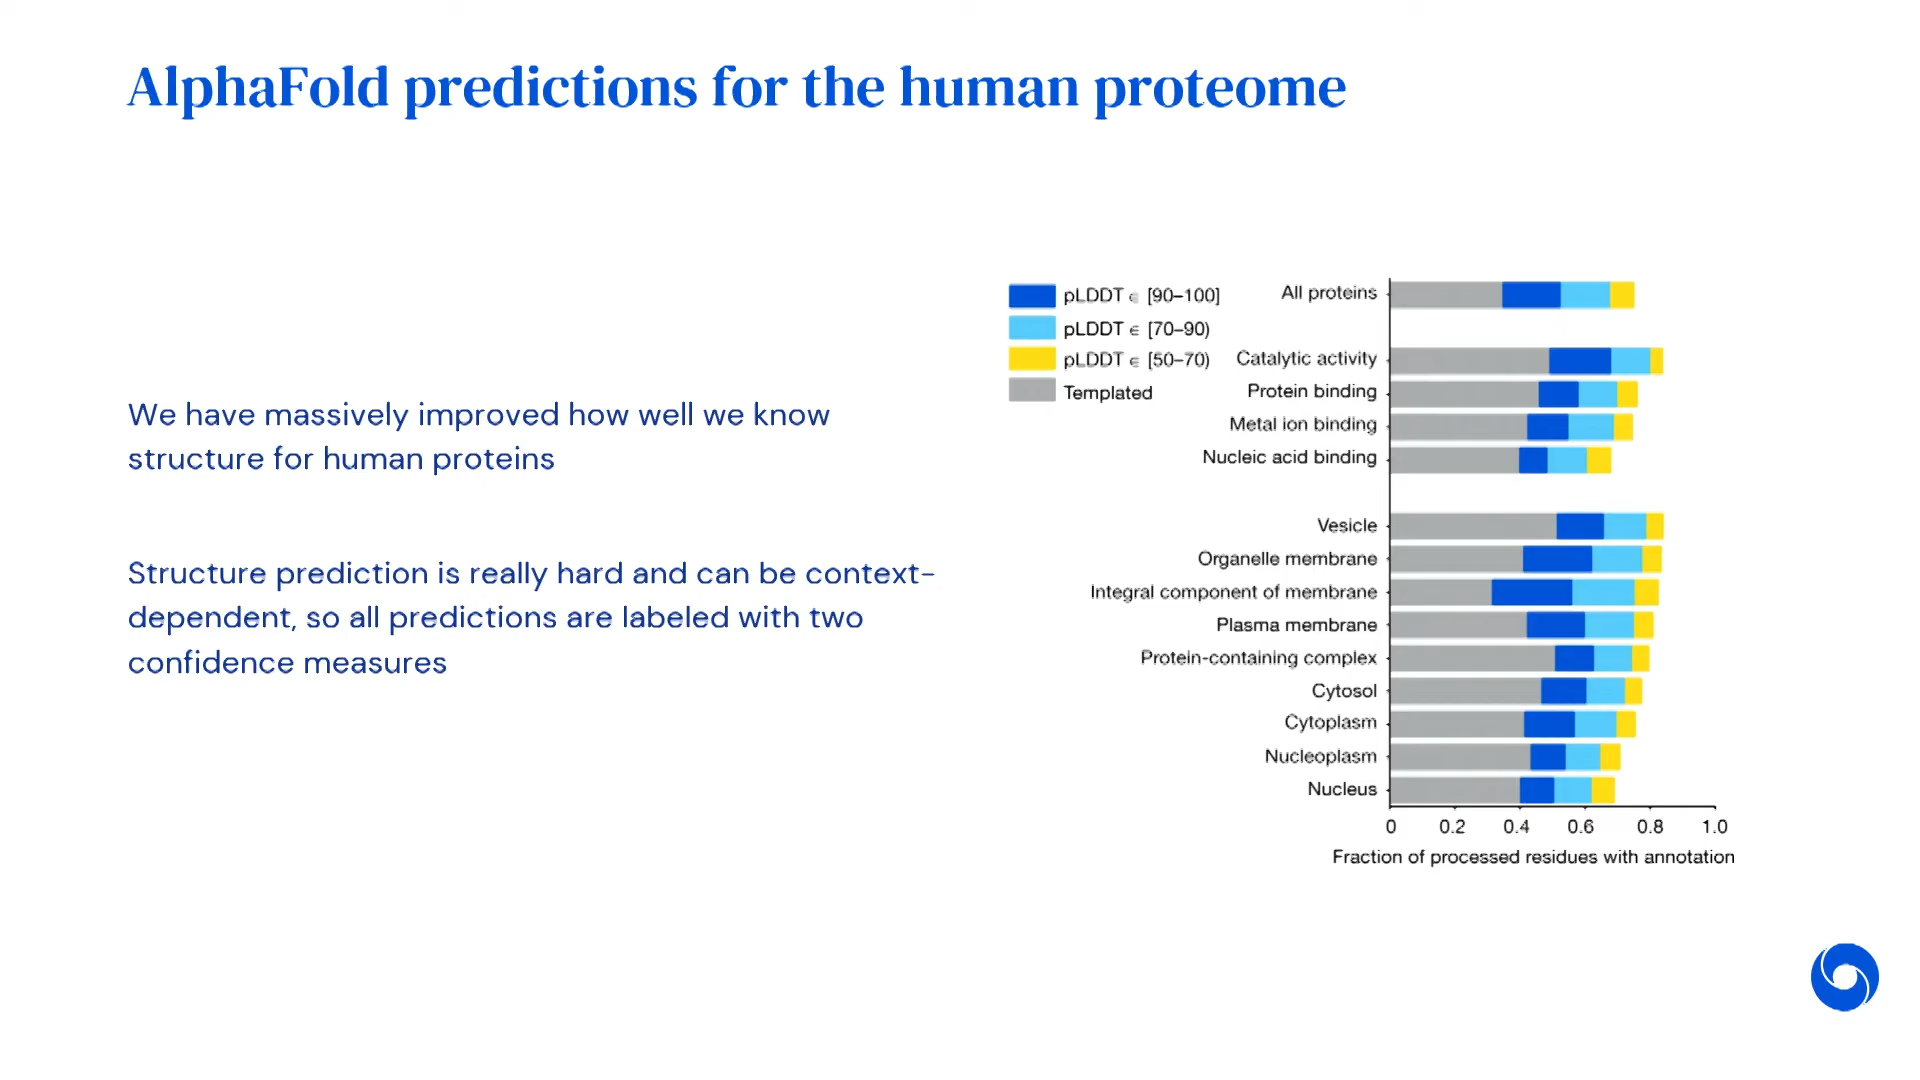 AlphaFold predictions for the human proteome
We have massively improved how well we know
structure for human proteins
Structure prediction is really hard and can be context-
dependent, so all predictions are labeled with two
confidence measures
pLDDT ∈ [90–100]
pLDDT ∈ [70–90)
pLDDT ∈ [50–70)
Templated
All proteins
Catalytic activity
Protein binding
Metal ion binding
Nucleic acid binding
Vesicle
Organelle membrane
Integral component of membrane
Plasma membrane
Protein-containing complex
Cytosol
Cytoplasm
Nucleoplasm
Nucleus
0 0.2 0.4 0.6 0.8 1.0
Fraction of processed residues with annotation